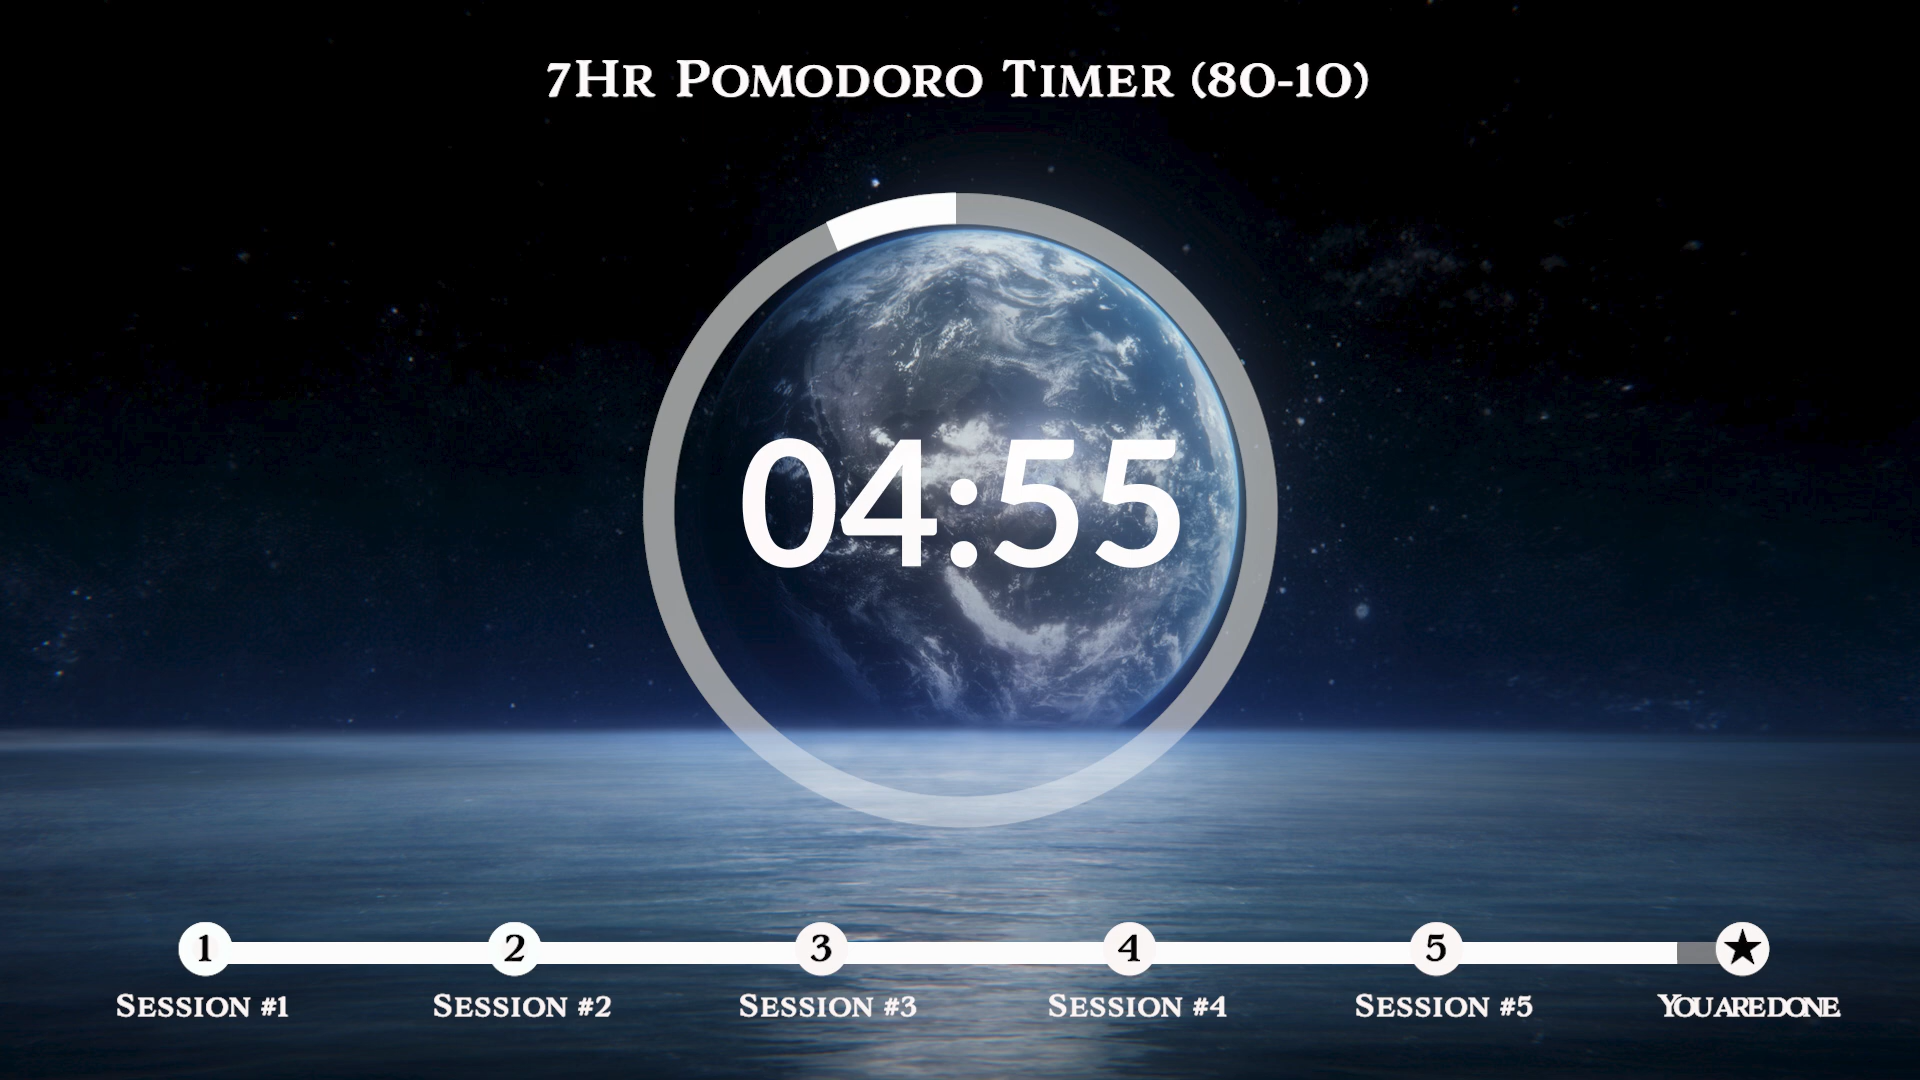 7Hr Pomodoro Timer (80-10)
04:55
1 2 3 4 5 ★
Session #1 Session #2 Session #3 Session #4 Session #5 You are done